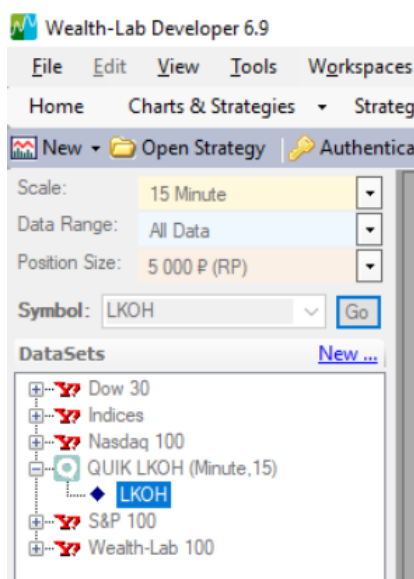 Wealth-Lab Developer 6.9
File Edit View Tools Workspaces
Home Charts & Strategies Strateg
New Open Strategy Authentica
Scale: 15 Minute
Data Range: All Data
Position Size: 5 000 ₽ (RP)
Symbol: LKOH Go
DataSets New ...
Dow 30
Indices
Nasdaq 100
QUIK LKOH (Minute,15)
LKOH
S&P 100
Wealth-Lab 100